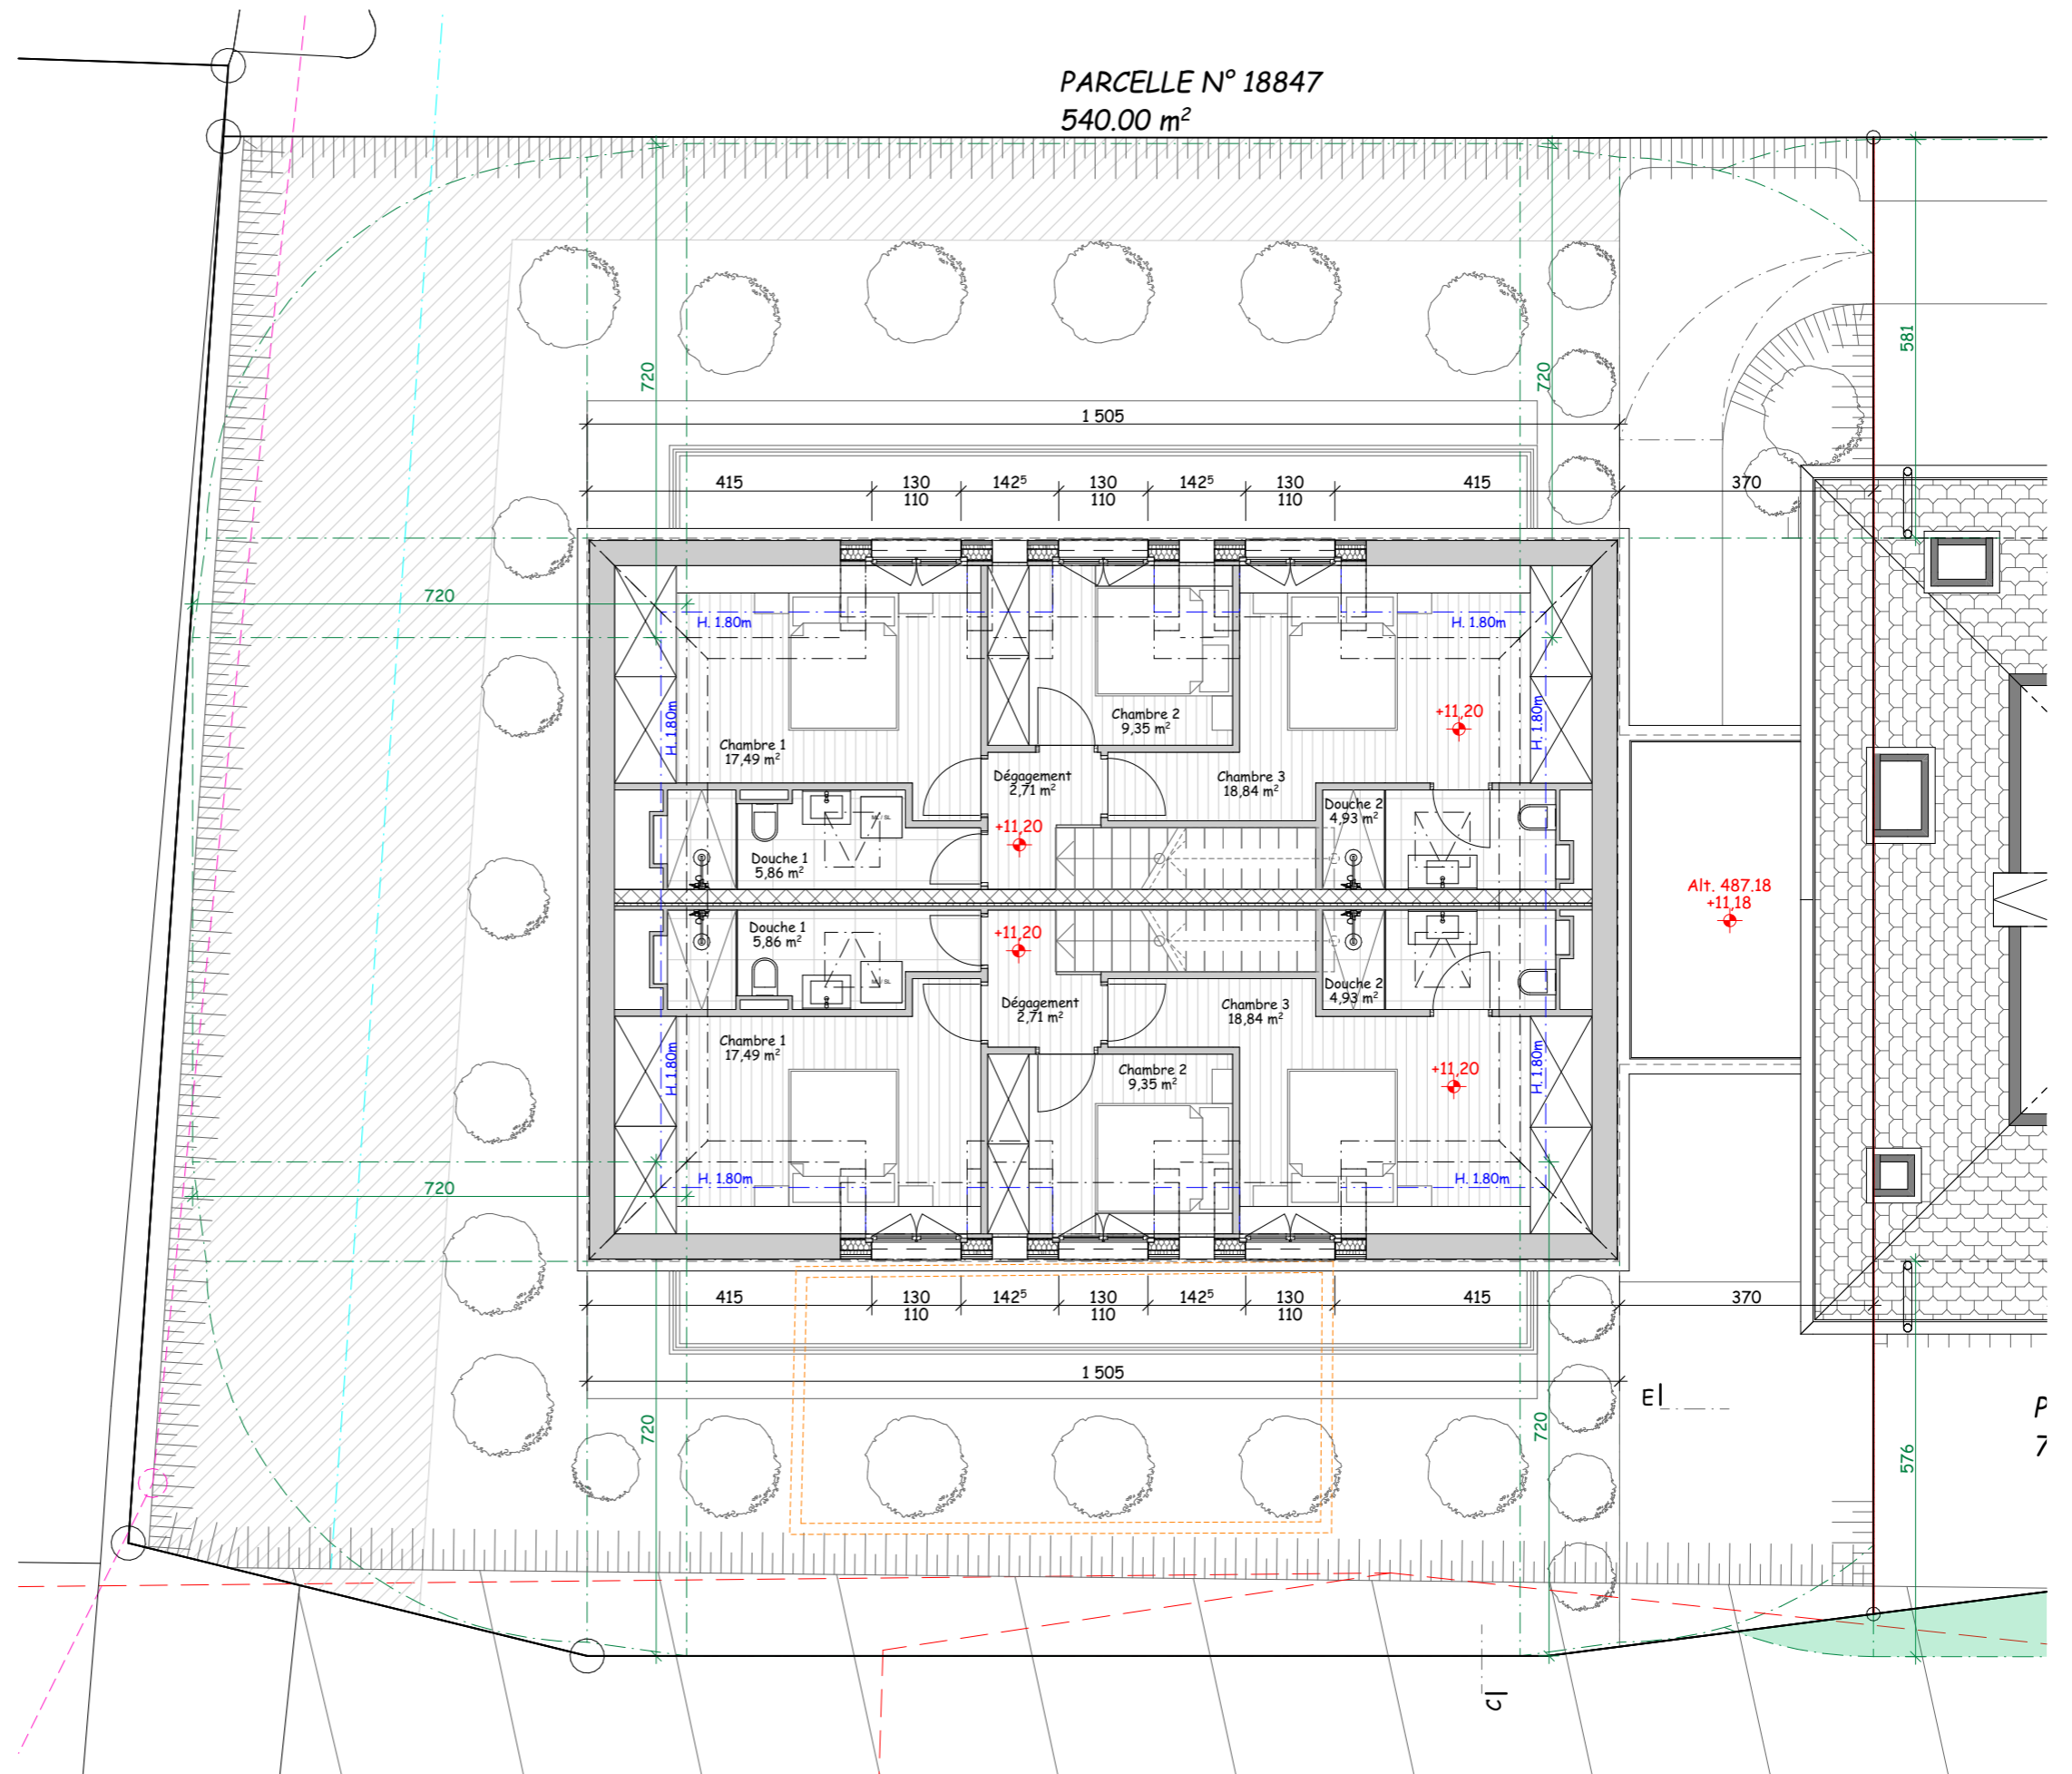 PARCELLE N° 18847
540.00 m²
720
720
581
1 505
415
130
110
142⁵
130
110
142⁵
130
110
415
370
720
H. 1.80m
H. 1.80m
H. 1.80m
H. 1.80m
Chambre 1
17,49 m²
Chambre 2
9,35 m²
+11,20
Dégagement
2,71 m²
Chambre 3
18,84 m²
Douche 2
4,93 m²
+11,20
Douche 1
5,86 m²
Alt. 487.18
+11,18
Douche 1
5,86 m²
+11,20
Douche 2
4,93 m²
Dégagement
2,71 m²
Chambre 3
18,84 m²
Chambre 1
17,49 m²
Chambre 2
9,35 m²
+11,20
H. 1.80m
H. 1.80m
H. 1.80m
H. 1.80m
720
415
130
110
142⁵
130
110
142⁵
130
110
415
370
1 505
E
P
7
720
720
576
C